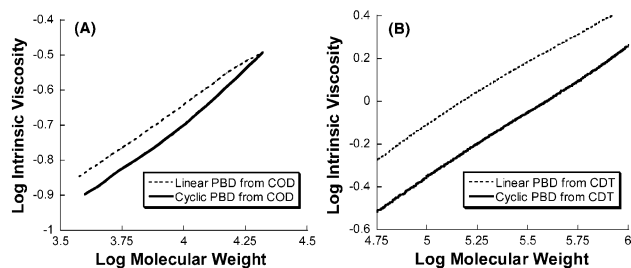 (A)
Log Intrinsic Viscosity
-0.4
-0.5
-0.6
-0.7
-0.8
-0.9
-1
3.5 3.75 4 4.25 4.5
Log Molecular Weight
Linear PBD from COD
Cyclic PBD from COD
(B)
Log Intrinsic Viscosity
0.4
0.2
0
-0.2
-0.4
-0.6
4.75 5 5.25 5.5 5.75 6
Log Molecular Weight
Linear PBD from CDT
Cyclic PBD from CDT